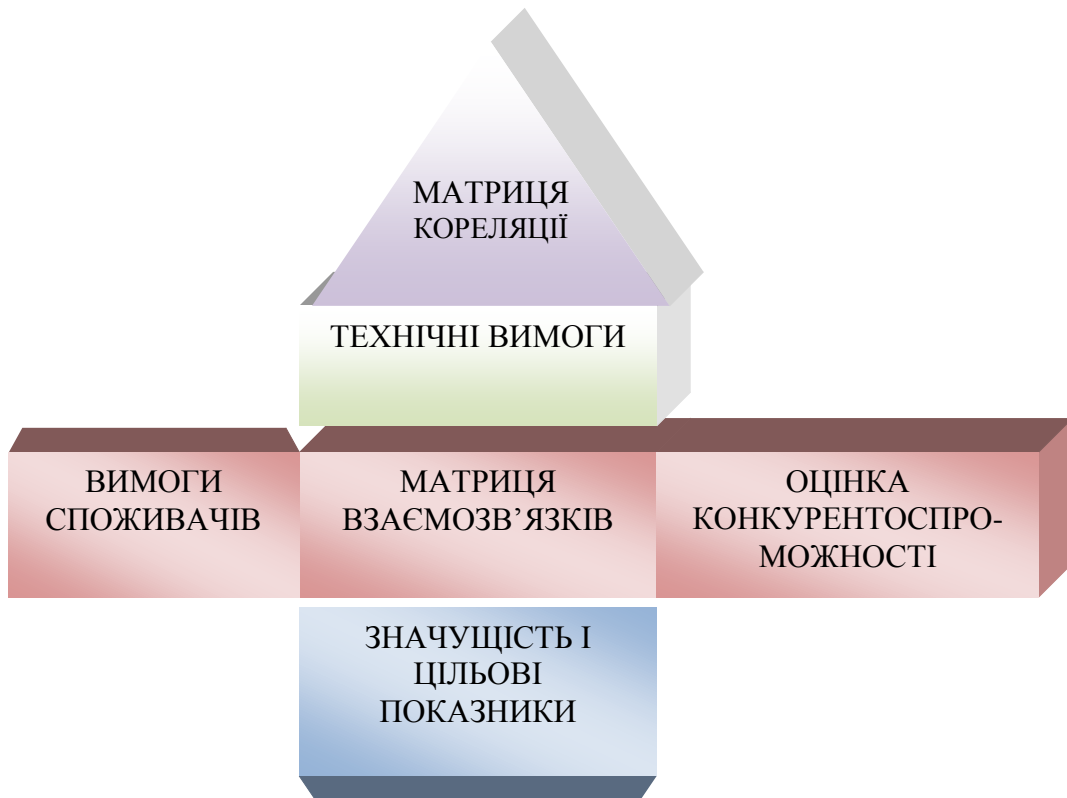 МАТРИЦЯ
КОРЕЛЯЦІЇ
ТЕХНІЧНІ ВИМОГИ
ВИМОГИ
СПОЖИВАЧІВ
МАТРИЦЯ
ВЗАЄМОЗВ’ЯЗКІВ
ОЦІНКА
КОНКУРЕНТОСПРО-
МОЖНОСТІ
ЗНАЧУЩІСТЬ І
ЦІЛЬОВІ
ПОКАЗНИКИ